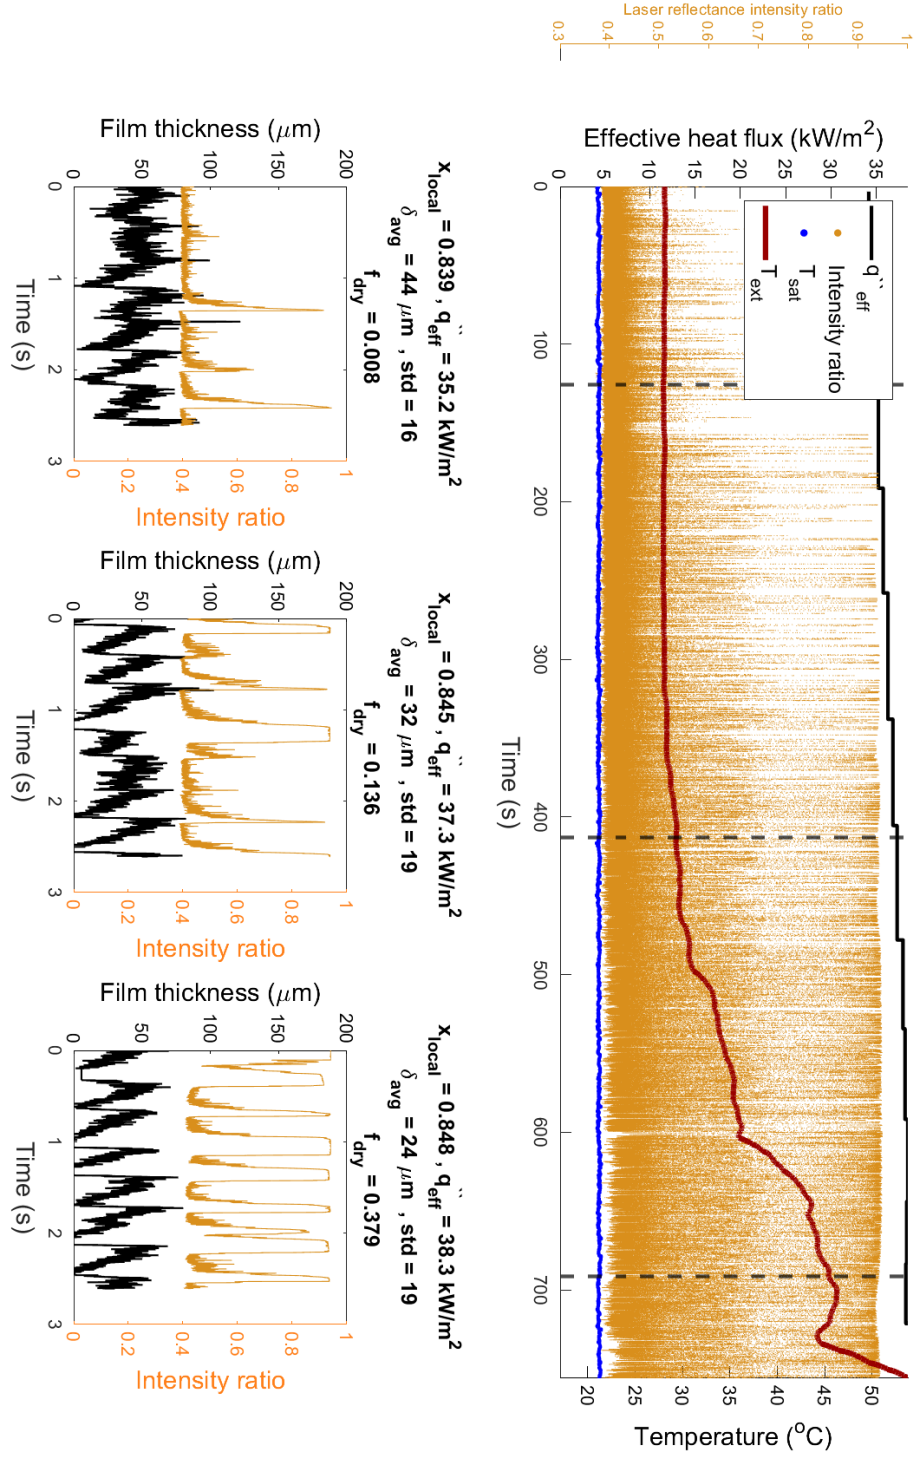 Laser reflectance intensity ratio
0.3
0.4
0.5
0.6
0.7
0.8
0.9
1
Effective heat flux (kW/m²)
0
5
10
15
20
25
30
35
q``eff
Intensity ratio
Tsat
Text
0
100
200
300
400
500
600
700
Time (s)
20
25
30
35
40
45
50
Temperature (°C)
xlocal = 0.839 , q``eff = 35.2 kW/m²
δavg = 44 μm , std = 16
fdry = 0.008
Film thickness (μm)
0
50
100
150
200
0
1
2
3
Time (s)
0
0.2
0.4
0.6
0.8
1
Intensity ratio
xlocal = 0.845 , q``eff = 37.3 kW/m²
δavg = 32 μm , std = 19
fdry = 0.136
Film thickness (μm)
0
50
100
150
200
0
1
2
3
Time (s)
0
0.2
0.4
0.6
0.8
1
Intensity ratio
xlocal = 0.848 , q``eff = 38.3 kW/m²
δavg = 24 μm , std = 19
fdry = 0.379
Film thickness (μm)
0
50
100
150
200
0
1
2
3
Time (s)
0
0.2
0.4
0.6
0.8
1
Intensity ratio